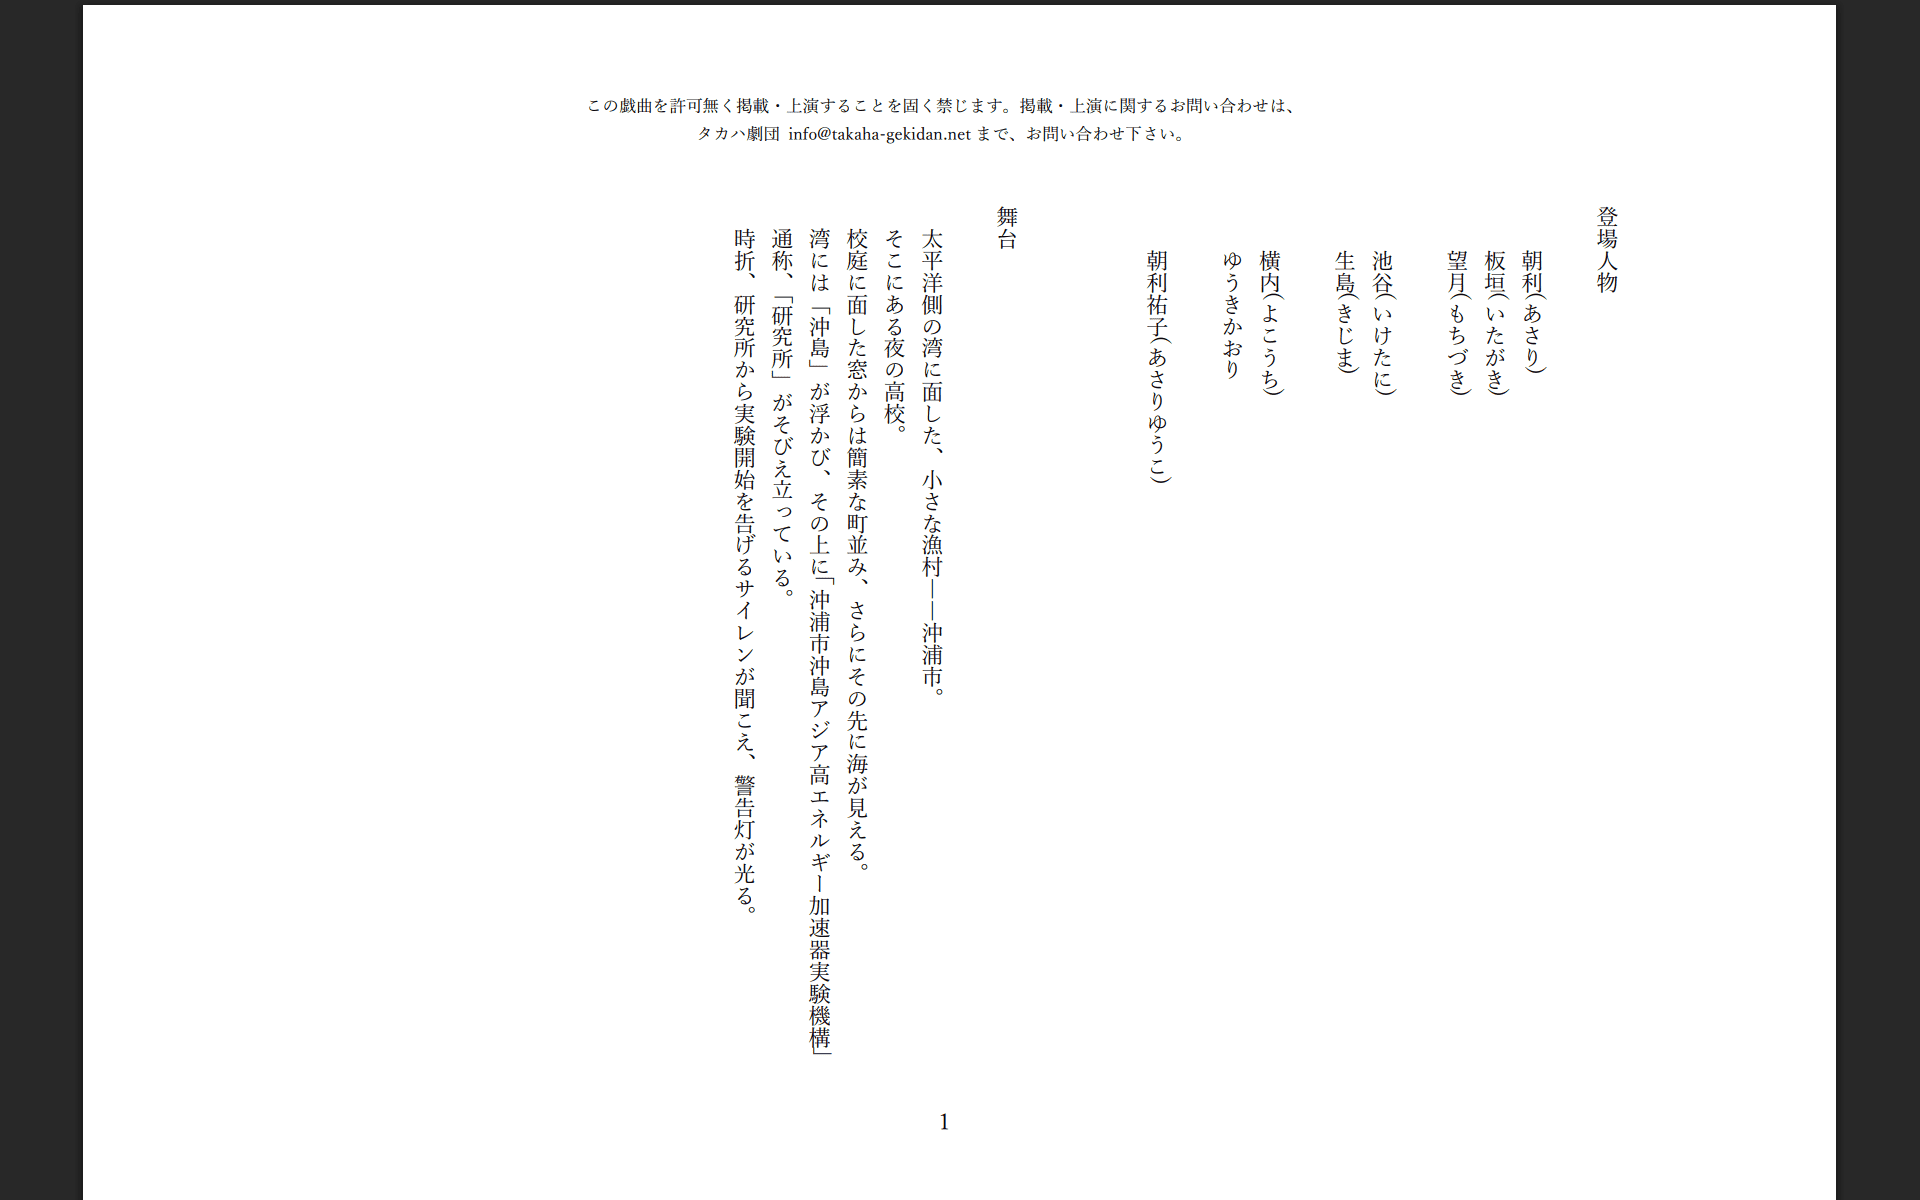 この戯曲を許可無く掲載・上演することを固く禁じます。掲載・上演に関するお問い合わせは、
タカハ劇団 info@takaha-gekidan.net まで、お問い合わせ下さい。
登場人物
朝利(あさり)
板垣(いたがき)
望月(もちづき)
池谷(いけたに)
生島(きじま)
横内(よこうち)
ゆうきかおり
朝利祐子(あさりゆうこ)
舞台
太平洋側の湾に面した、小さな漁村――沖浦市。
そこにある夜の高校。
校庭に面した窓からは簡素な町並み、さらにその先に海が見える。
湾には「沖島」が浮かび、その上に「沖浦市沖島アジア高エネルギー加速器実験機構」
通称、「研究所」がそびえ立っている。
時折、研究所から実験開始を告げるサイレンが聞こえ、警告灯が光る。
1